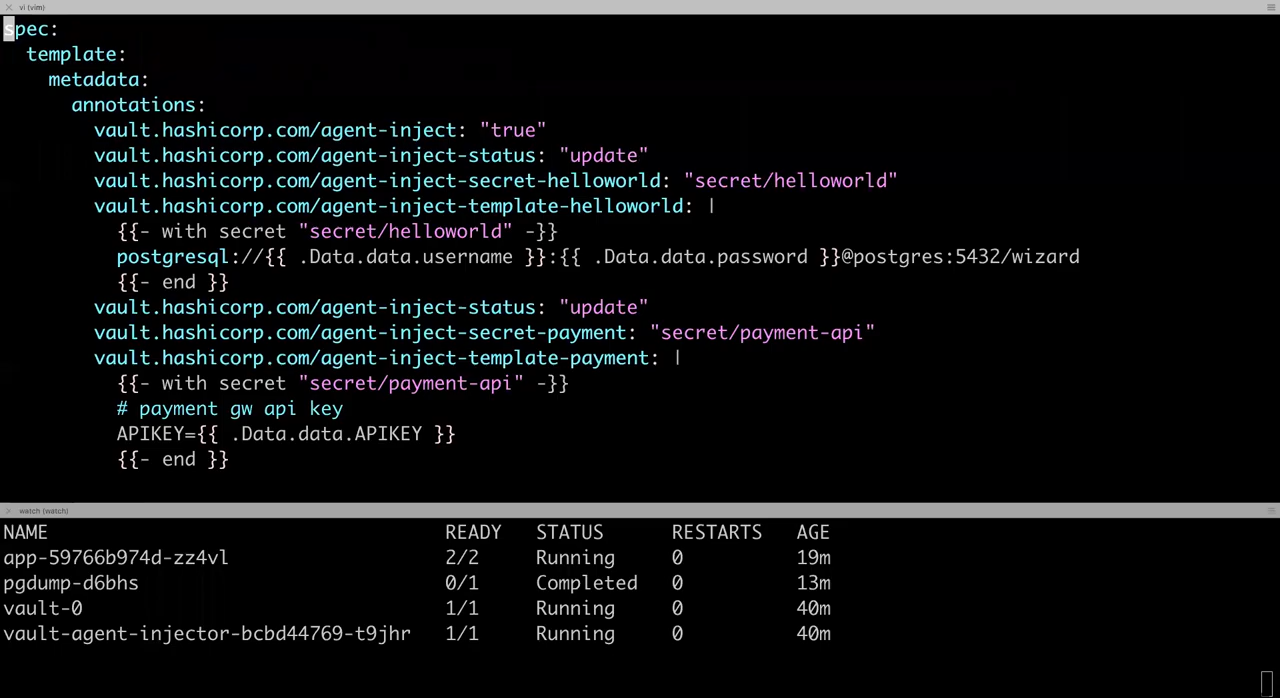 vi (vim)
spec:
  template:
    metadata:
      annotations:
        vault.hashicorp.com/agent-inject: "true"
        vault.hashicorp.com/agent-inject-status: "update"
        vault.hashicorp.com/agent-inject-secret-helloworld: "secret/helloworld"
        vault.hashicorp.com/agent-inject-template-helloworld: |
          {{- with secret "secret/helloworld" -}}
          postgresql://{{ .Data.data.username }}:{{ .Data.data.password }}@postgres:5432/wizard
          {{- end }}
        vault.hashicorp.com/agent-inject-status: "update"
        vault.hashicorp.com/agent-inject-secret-payment: "secret/payment-api"
        vault.hashicorp.com/agent-inject-template-payment: |
          {{- with secret "secret/payment-api" -}}
          # payment gw api key
          APIKEY={{ .Data.data.APIKEY }}
          {{- end }}
watch (watch)
NAME READY STATUS RESTARTS AGE
app-59766b974d-zz4vl 2/2 Running 0 19m
pgdump-d6bhs 0/1 Completed 0 13m
vault-0 1/1 Running 0 40m
vault-agent-injector-bcbd44769-t9jhr 1/1 Running 0 40m